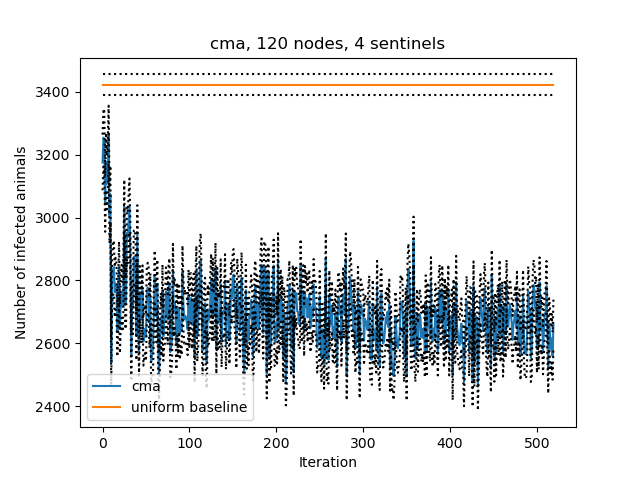 cma, 120 nodes, 4 sentinels
Number of infected animals
3400
3200
3000
2800
2600
2400
cma
uniform baseline
0 100 200 300 400 500
Iteration